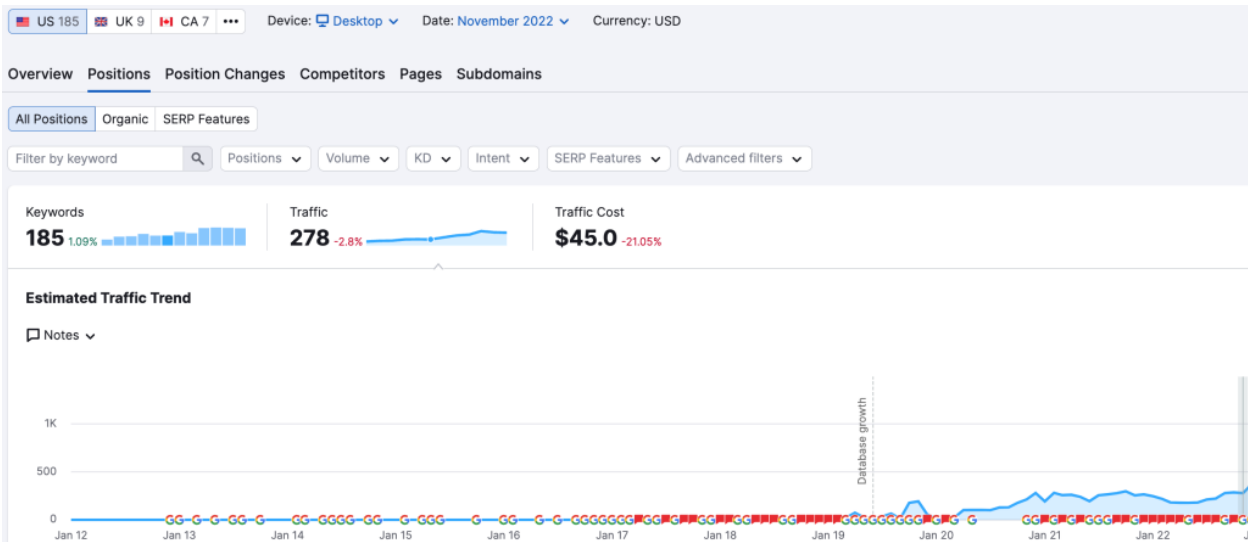 US 185 UK 9 CA 7 ••• Device: Desktop Date: November 2022 Currency: USD
Overview Positions Position Changes Competitors Pages Subdomains
All Positions Organic SERP Features
Filter by keyword Positions Volume KD Intent SERP Features Advanced filters
Keywords Traffic Traffic Cost
185 1.09% 278 -2.8% $45.0 -21.05%
Estimated Traffic Trend
Notes
Database growth
1K
500
0
Jan 12 Jan 13 Jan 14 Jan 15 Jan 16 Jan 17 Jan 18 Jan 19 Jan 20 Jan 21 Jan 22 J